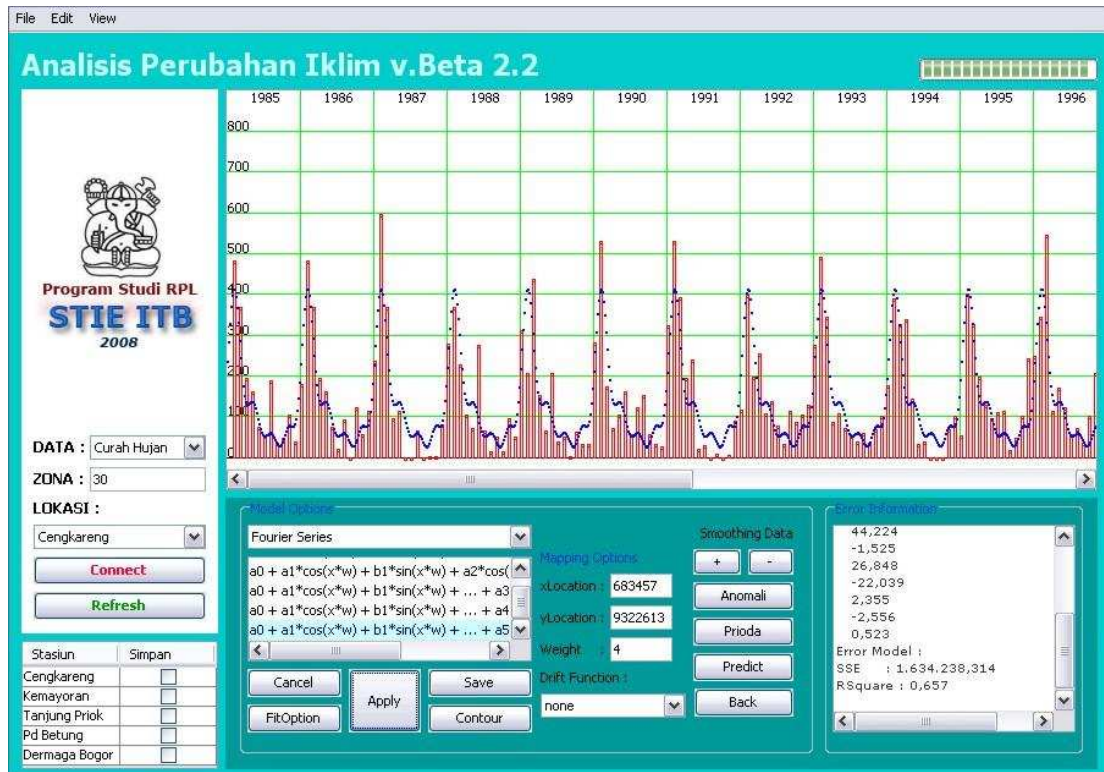 File Edit View
Analisis Perubahan Iklim v.Beta 2.2
1985 1986 1987 1988 1989 1990 1991 1992 1993 1994 1995 1996
800
700
600
500
400
300
200
100
0
Program Studi RPL
STIE ITB
2008
DATA : Curah Hujan
ZONA : 30
LOKASI :
Cengkareng
Connect
Refresh
Stasiun Simpan
Cengkareng
Kemayoran
Tanjung Priok
Pd Betung
Dermaga Bogor
Model Options
Fourier Series
a0 + a1*cos(x*w) + b1*sin(x*w) + a2*cos(
a0 + a1*cos(x*w) + b1*sin(x*w) + ... + a3
a0 + a1*cos(x*w) + b1*sin(x*w) + ... + a4
a0 + a1*cos(x*w) + b1*sin(x*w) + ... + a5
Cancel
Apply
Save
FitOption
Contour
Mapping Options
xLocation : 683457
yLocation : 9322613
Weight : 4
Drift Function :
none
Smoothing Data
+ -
Anomali
Prioda
Predict
Back
Error Information
44,224
-1,525
26,848
-22,039
2,355
-2,556
0,523
Error Model :
SSE : 1.634.238,314
RSquare : 0,657